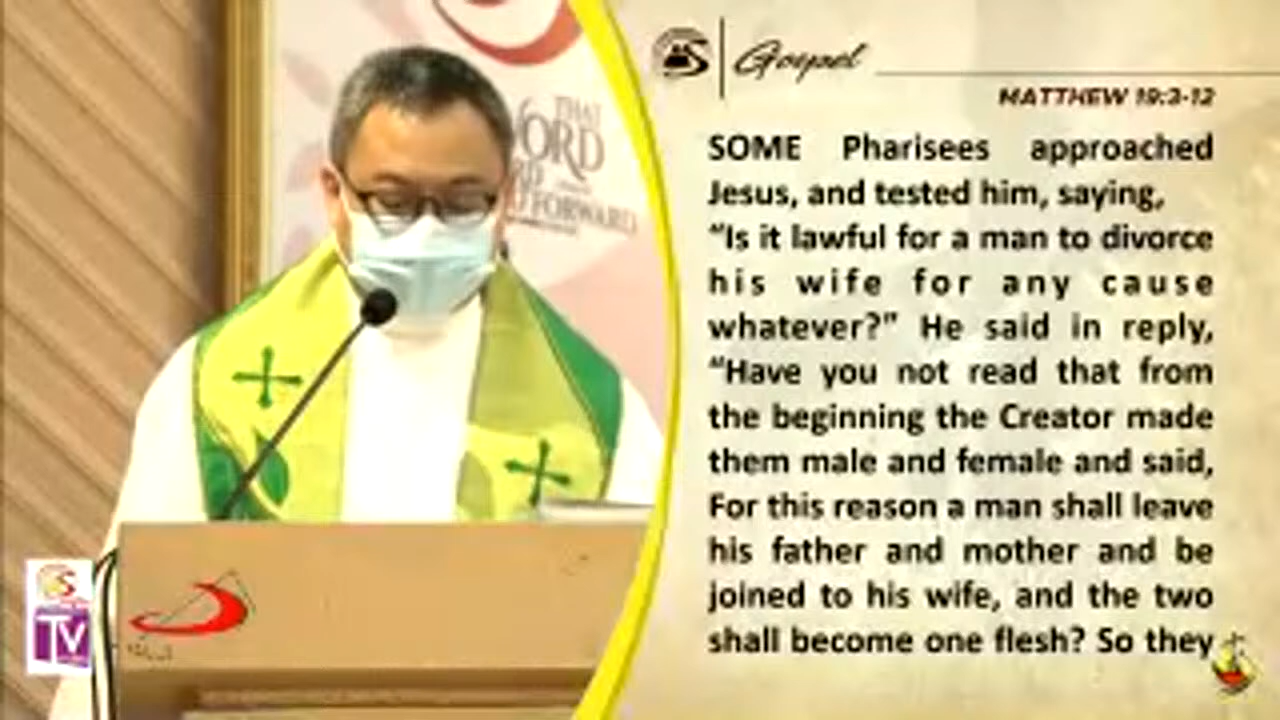 THAT
WORD
FORWARD
Gospel
MATTHEW 19:3-12
SOME Pharisees approached
Jesus, and tested him, saying,
“Is it lawful for a man to divorce
his wife for any cause
whatever?” He said in reply,
“Have you not read that from
the beginning the Creator made
them male and female and said,
For this reason a man shall leave
his father and mother and be
joined to his wife, and the two
shall become one flesh? So they
TV